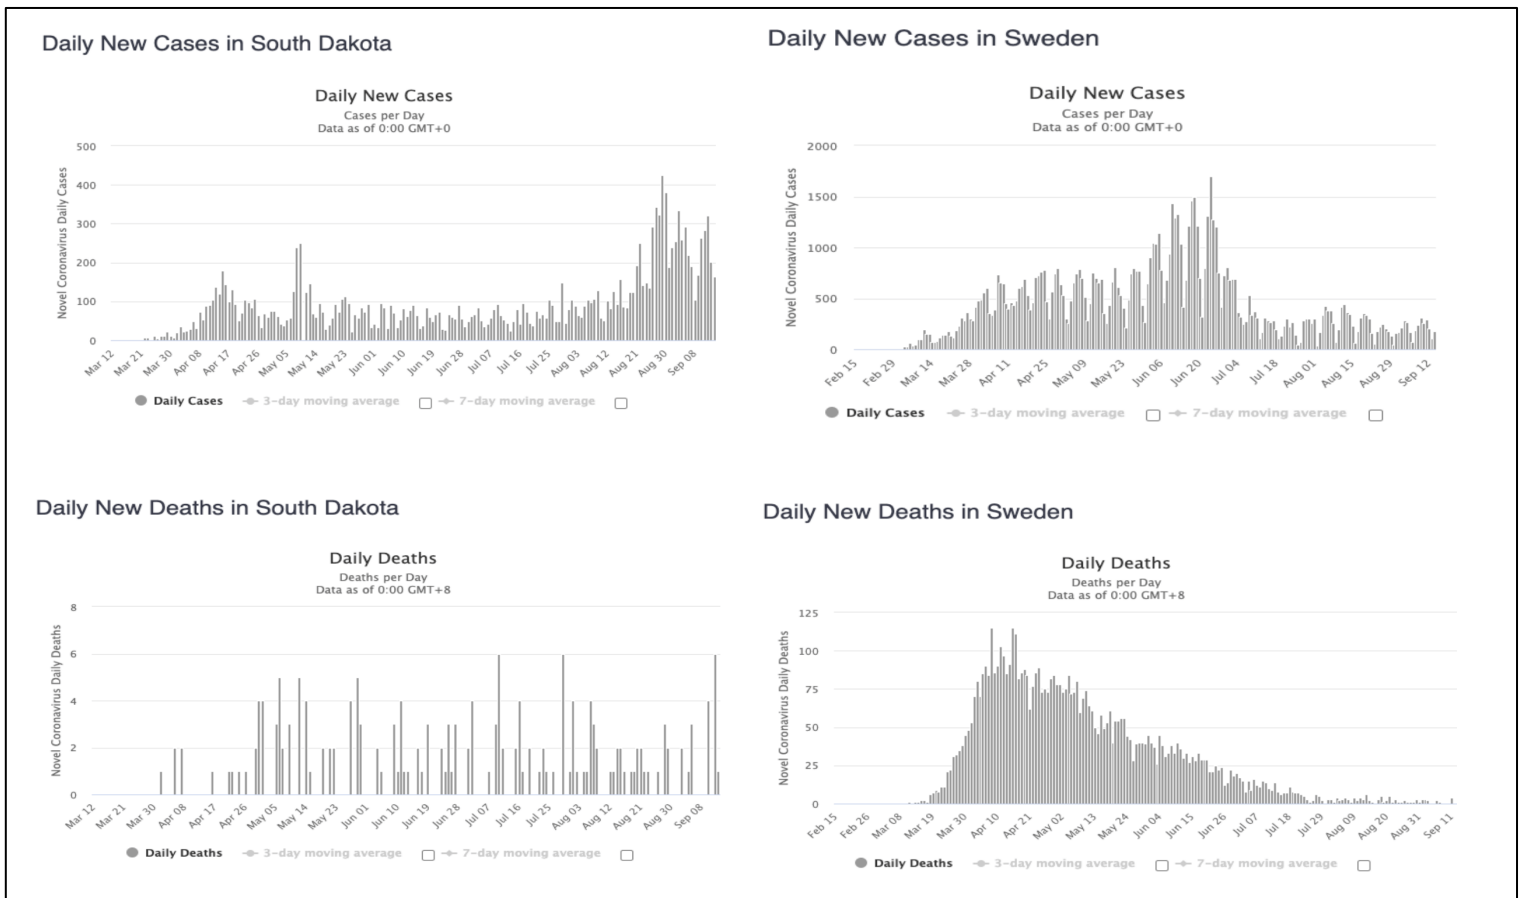 Daily New Cases in South Dakota
Daily New Cases
Cases per Day
Data as of 0:00 GMT+0
Novel Coronavirus Daily Cases
500
400
300
200
100
0
Mar 12 Mar 21 Mar 30 Apr 08 Apr 17 Apr 26 May 05 May 14 May 23 Jun 01 Jun 10 Jun 19 Jun 28 Jul 07 Jul 16 Jul 25 Aug 03 Aug 12 Aug 21 Aug 30 Sep 08
Daily Cases 3-day moving average 7-day moving average
Daily New Cases in Sweden
Daily New Cases
Cases per Day
Data as of 0:00 GMT+0
Novel Coronavirus Daily Cases
2000
1500
1000
500
0
Feb 15 Feb 29 Mar 14 Mar 28 Apr 11 Apr 25 May 09 May 23 Jun 06 Jun 20 Jul 04 Jul 18 Aug 01 Aug 15 Aug 29 Sep 12
Daily Cases 3-day moving average 7-day moving average
Daily New Deaths in South Dakota
Daily Deaths
Deaths per Day
Data as of 0:00 GMT+8
Novel Coronavirus Daily Deaths
8
6
4
2
0
Mar 12 Mar 21 Mar 30 Apr 08 Apr 17 Apr 26 May 05 May 14 May 23 Jun 01 Jun 10 Jun 19 Jun 28 Jul 07 Jul 16 Jul 25 Aug 03 Aug 12 Aug 21 Aug 30 Sep 08
Daily Deaths 3-day moving average 7-day moving average
Daily New Deaths in Sweden
Daily Deaths
Deaths per Day
Data as of 0:00 GMT+8
Novel Coronavirus Daily Deaths
125
100
75
50
25
0
Feb 15 Feb 26 Mar 08 Mar 19 Mar 30 Apr 10 Apr 21 May 02 May 13 May 24 Jun 04 Jun 15 Jun 26 Jul 07 Jul 18 Jul 29 Aug 09 Aug 20 Aug 31 Sep 11
Daily Deaths 3-day moving average 7-day moving average